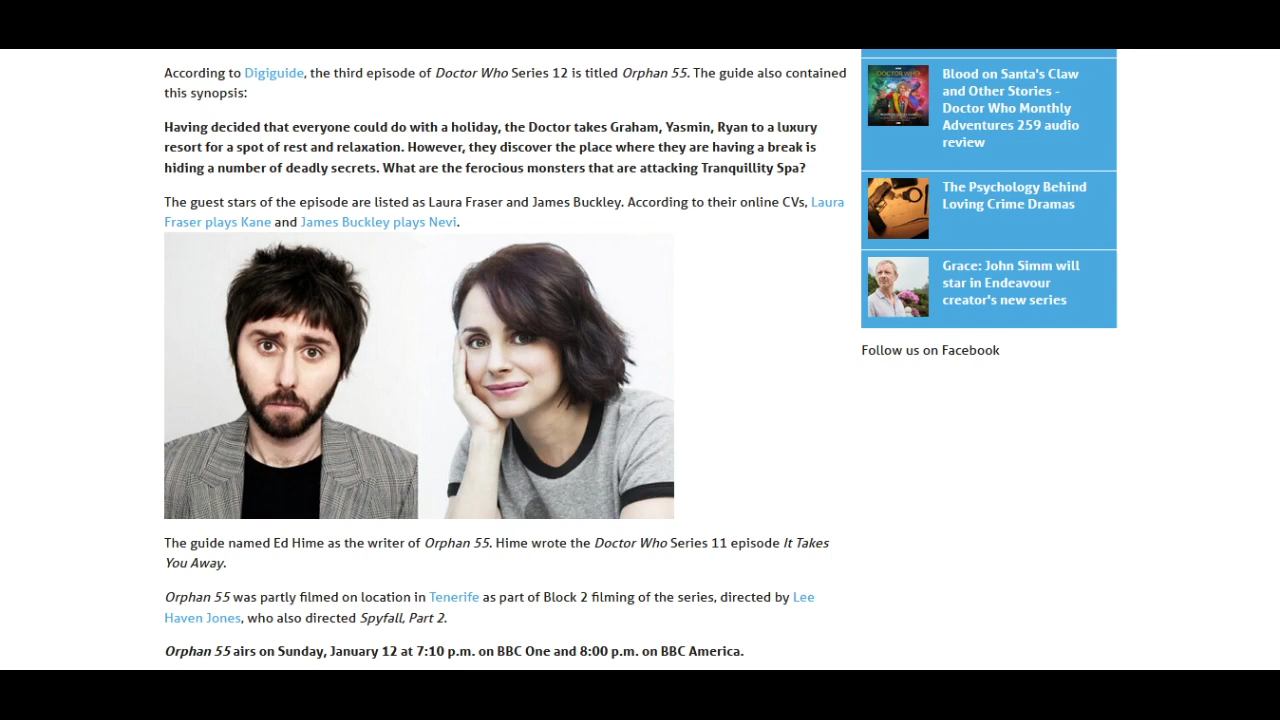 According to Digiguide, the third episode of Doctor Who Series 12 is titled Orphan 55. The guide also contained
this synopsis:
Having decided that everyone could do with a holiday, the Doctor takes Graham, Yasmin, Ryan to a luxury
resort for a spot of rest and relaxation. However, they discover the place where they are having a break is
hiding a number of deadly secrets. What are the ferocious monsters that are attacking Tranquillity Spa?
The guest stars of the episode are listed as Laura Fraser and James Buckley. According to their online CVs, Laura
Fraser plays Kane and James Buckley plays Nevi.
The guide named Ed Hime as the writer of Orphan 55. Hime wrote the Doctor Who Series 11 episode It Takes
You Away.
Orphan 55 was partly filmed on location in Tenerife as part of Block 2 filming of the series, directed by Lee
Haven Jones, who also directed Spyfall, Part 2.
Orphan 55 airs on Sunday, January 12 at 7:10 p.m. on BBC One and 8:00 p.m. on BBC America.
DOCTOR WHO
Blood on Santa's Claw
and Other Stories -
Doctor Who Monthly
Adventures 259 audio
review
The Psychology Behind
Loving Crime Dramas
Grace: John Simm will
star in Endeavour
creator's new series
Follow us on Facebook